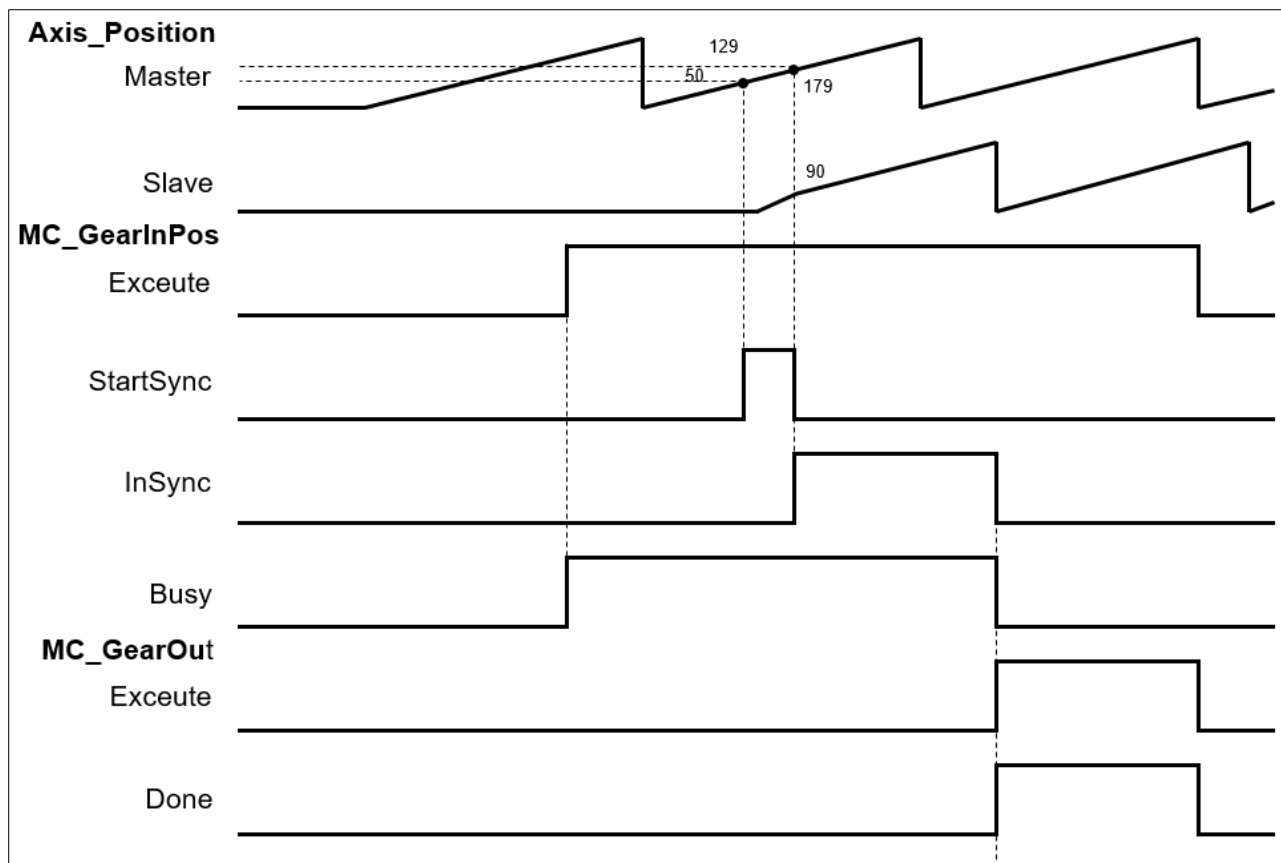 Axis_Position
129
Master
50
179
Slave
90
MC_GearInPos
Exceute
StartSync
InSync
Busy
MC_GearOut
Exceute
Done